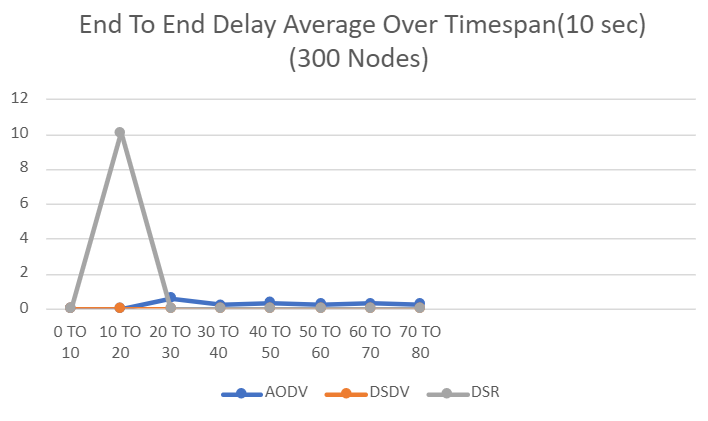 End To End Delay Average Over Timespan(10 sec)
(300 Nodes)
12
10
8
6
4
2
0
0 TO 10 TO 20 TO 30 TO 40 TO 50 TO 60 TO 70 TO
10 20 30 40 50 60 70 80
AODV DSDV DSR